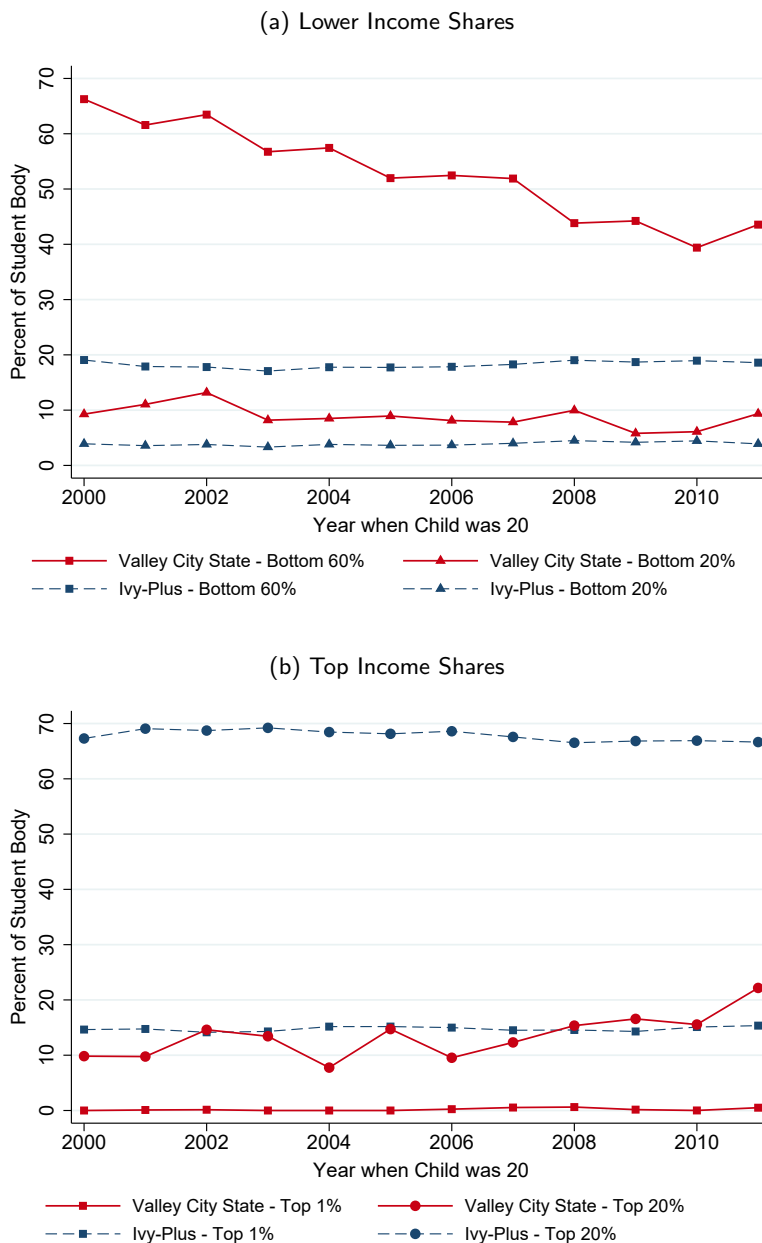 (a) Lower Income Shares
Percent of Student Body
70
60
50
40
30
20
10
0
2000 2002 2004 2006 2008 2010
Year when Child was 20
Valley City State - Bottom 60% Valley City State - Bottom 20%
Ivy-Plus - Bottom 60% Ivy-Plus - Bottom 20%
(b) Top Income Shares
Percent of Student Body
70
60
50
40
30
20
10
0
2000 2002 2004 2006 2008 2010
Year when Child was 20
Valley City State - Top 1% Valley City State - Top 20%
Ivy-Plus - Top 1% Ivy-Plus - Top 20%